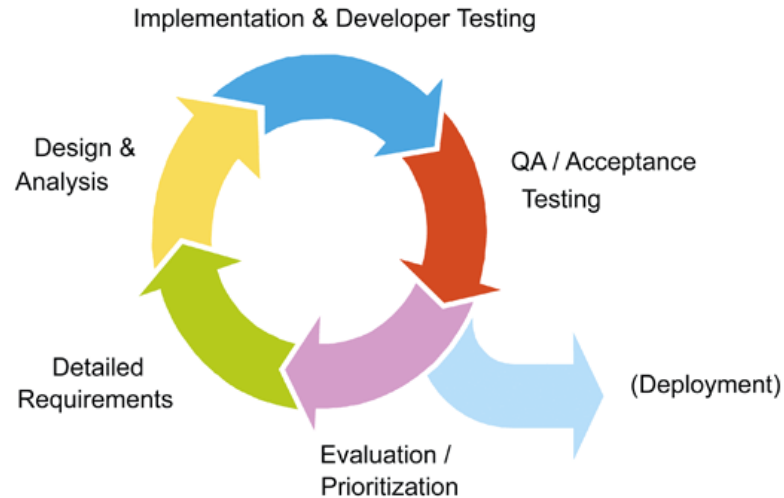 Implementation & Developer Testing
Design &
Analysis
QA / Acceptance
Testing
Detailed
Requirements
(Deployment)
Evaluation /
Prioritization